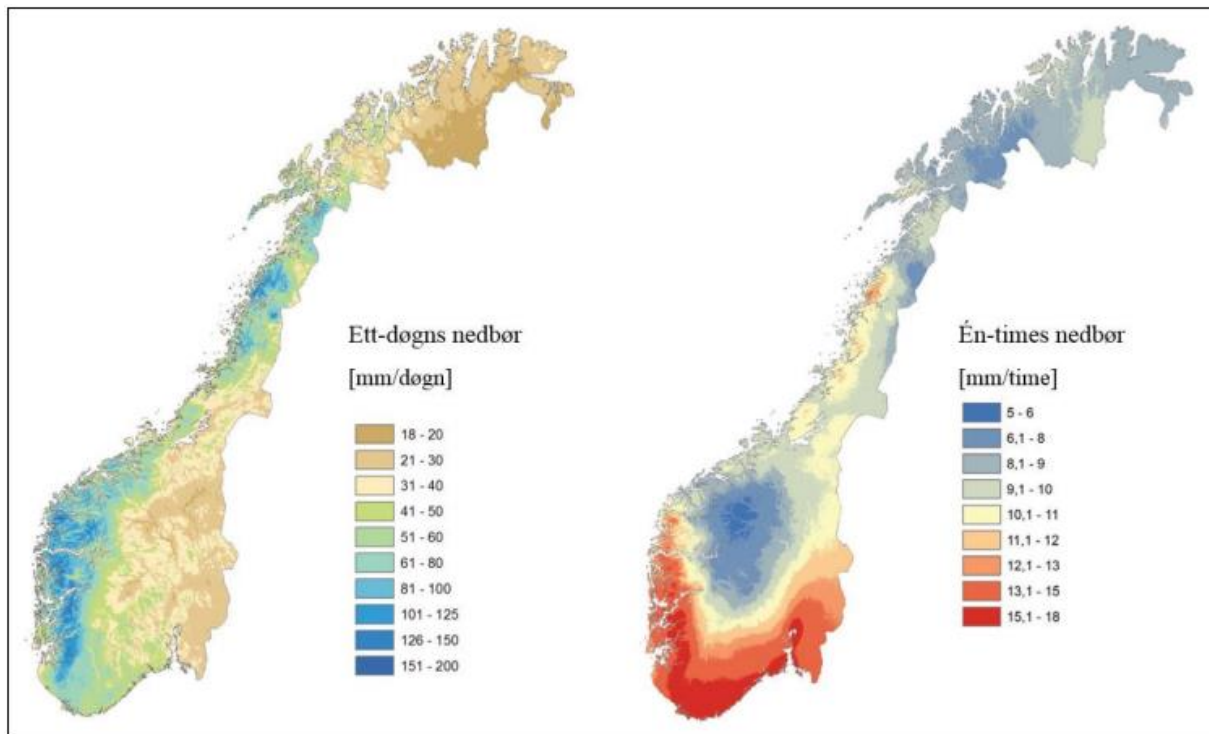 Ett-døgns nedbør
[mm/døgn]
18 - 20
21 - 30
31 - 40
41 - 50
51 - 60
61 - 80
81 - 100
101 - 125
126 - 150
151 - 200
Én-times nedbør
[mm/time]
5 - 6
6,1 - 8
8,1 - 9
9,1 - 10
10,1 - 11
11,1 - 12
12,1 - 13
13,1 - 15
15,1 - 18